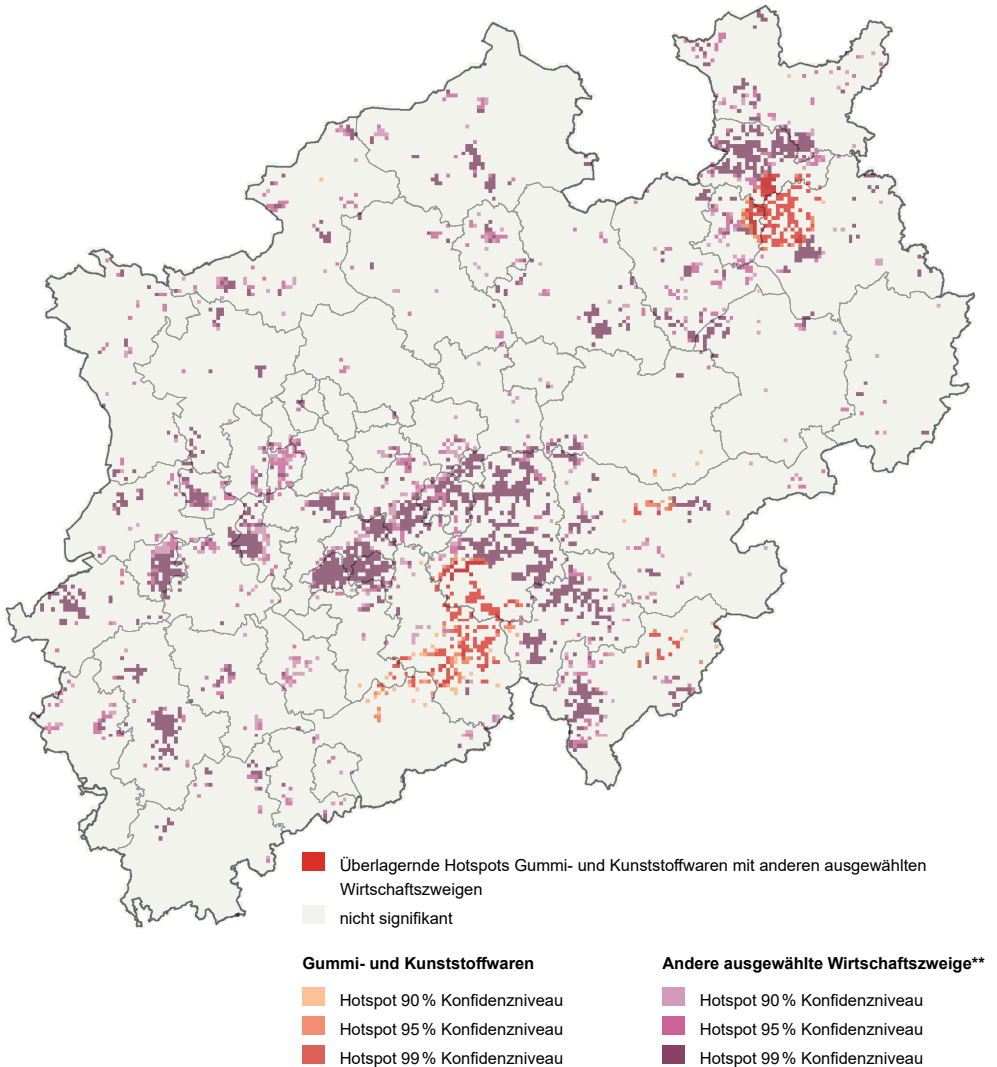 Überlagernde Hotspots Gummi- und Kunststoffwaren mit anderen ausgewählten
Wirtschaftszweigen
nicht signifikant
Gummi- und Kunststoffwaren
Hotspot 90 % Konfidenzniveau
Hotspot 95 % Konfidenzniveau
Hotspot 99 % Konfidenzniveau
Andere ausgewählte Wirtschaftszweige**
Hotspot 90 % Konfidenzniveau
Hotspot 95 % Konfidenzniveau
Hotspot 99 % Konfidenzniveau